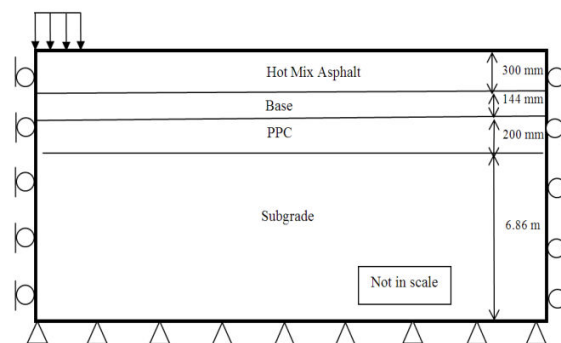 Hot Mix Asphalt
300 mm
Base
144 mm
PPC
200 mm
Subgrade
6.86 m
Not in scale